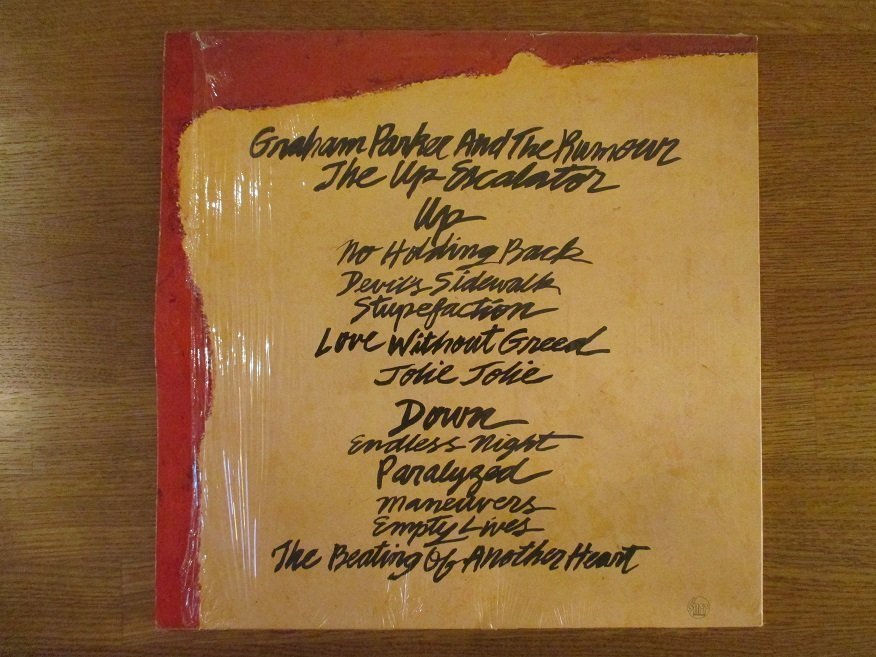 Graham Parker And The Rumour
The Up Escalator
Up
No Holding Back
Devil's Sidewalk
Stupefaction
Love Without Greed
Jolie Jolie
Down
Endless Night
Paralyzed
Maneuvers
Empty Lives
The Beating Of Another Heart